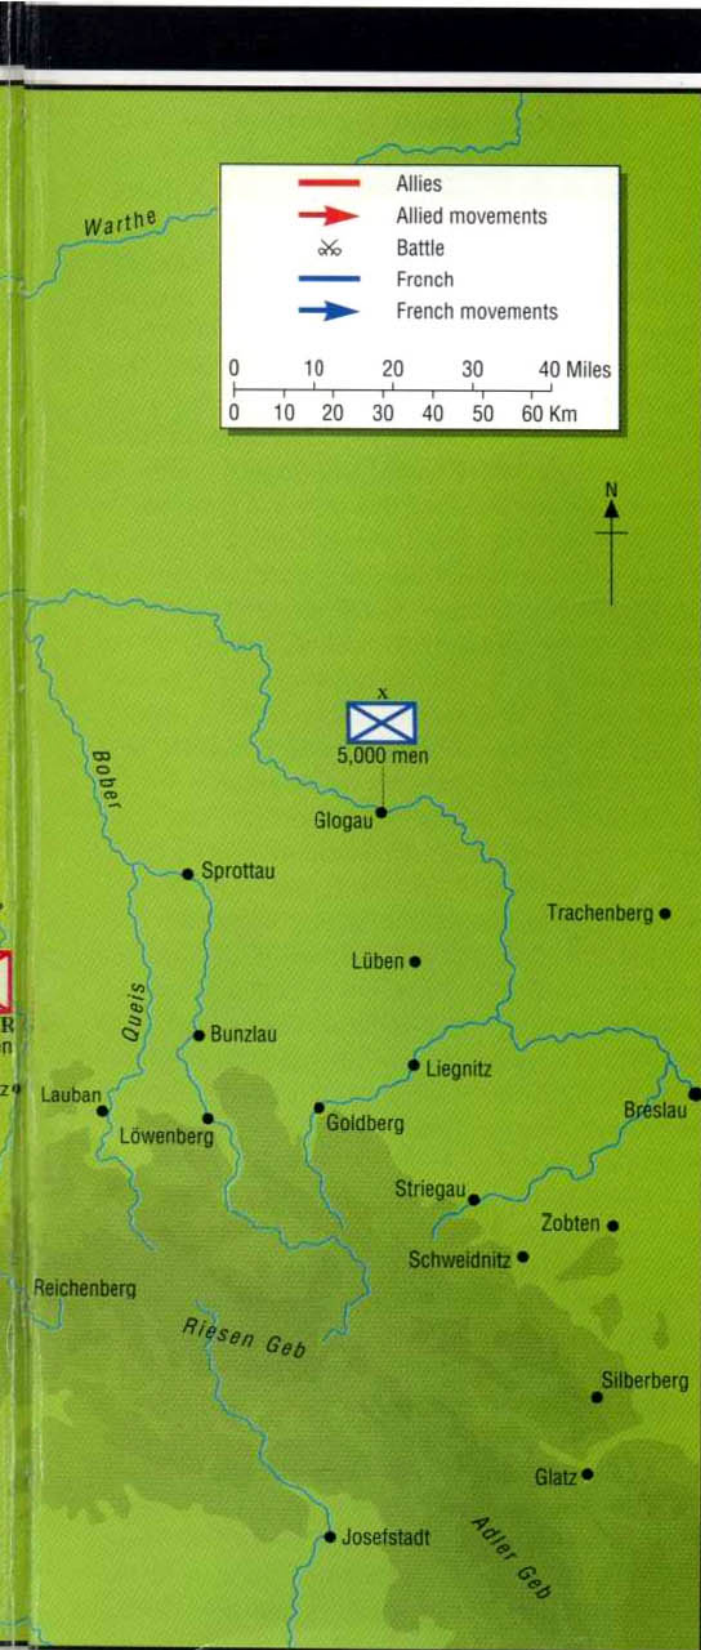 Warthe
Allies
Allied movements
Battle
French
French movements
0 10 20 30 40 Miles
0 10 20 30 40 50 60 Km
N
x
5,000 men
Bober
Glogau
Sprottau
Trachenberg
Lüben
Queis
R
Bunzlau
Liegnitz
Lauban
Breslau
Goldberg
Löwenberg
Striegau
Zobten
Schweidnitz
Reichenberg
Riesen Geb
Silberberg
Glatz
Adler Geb
Josefstadt